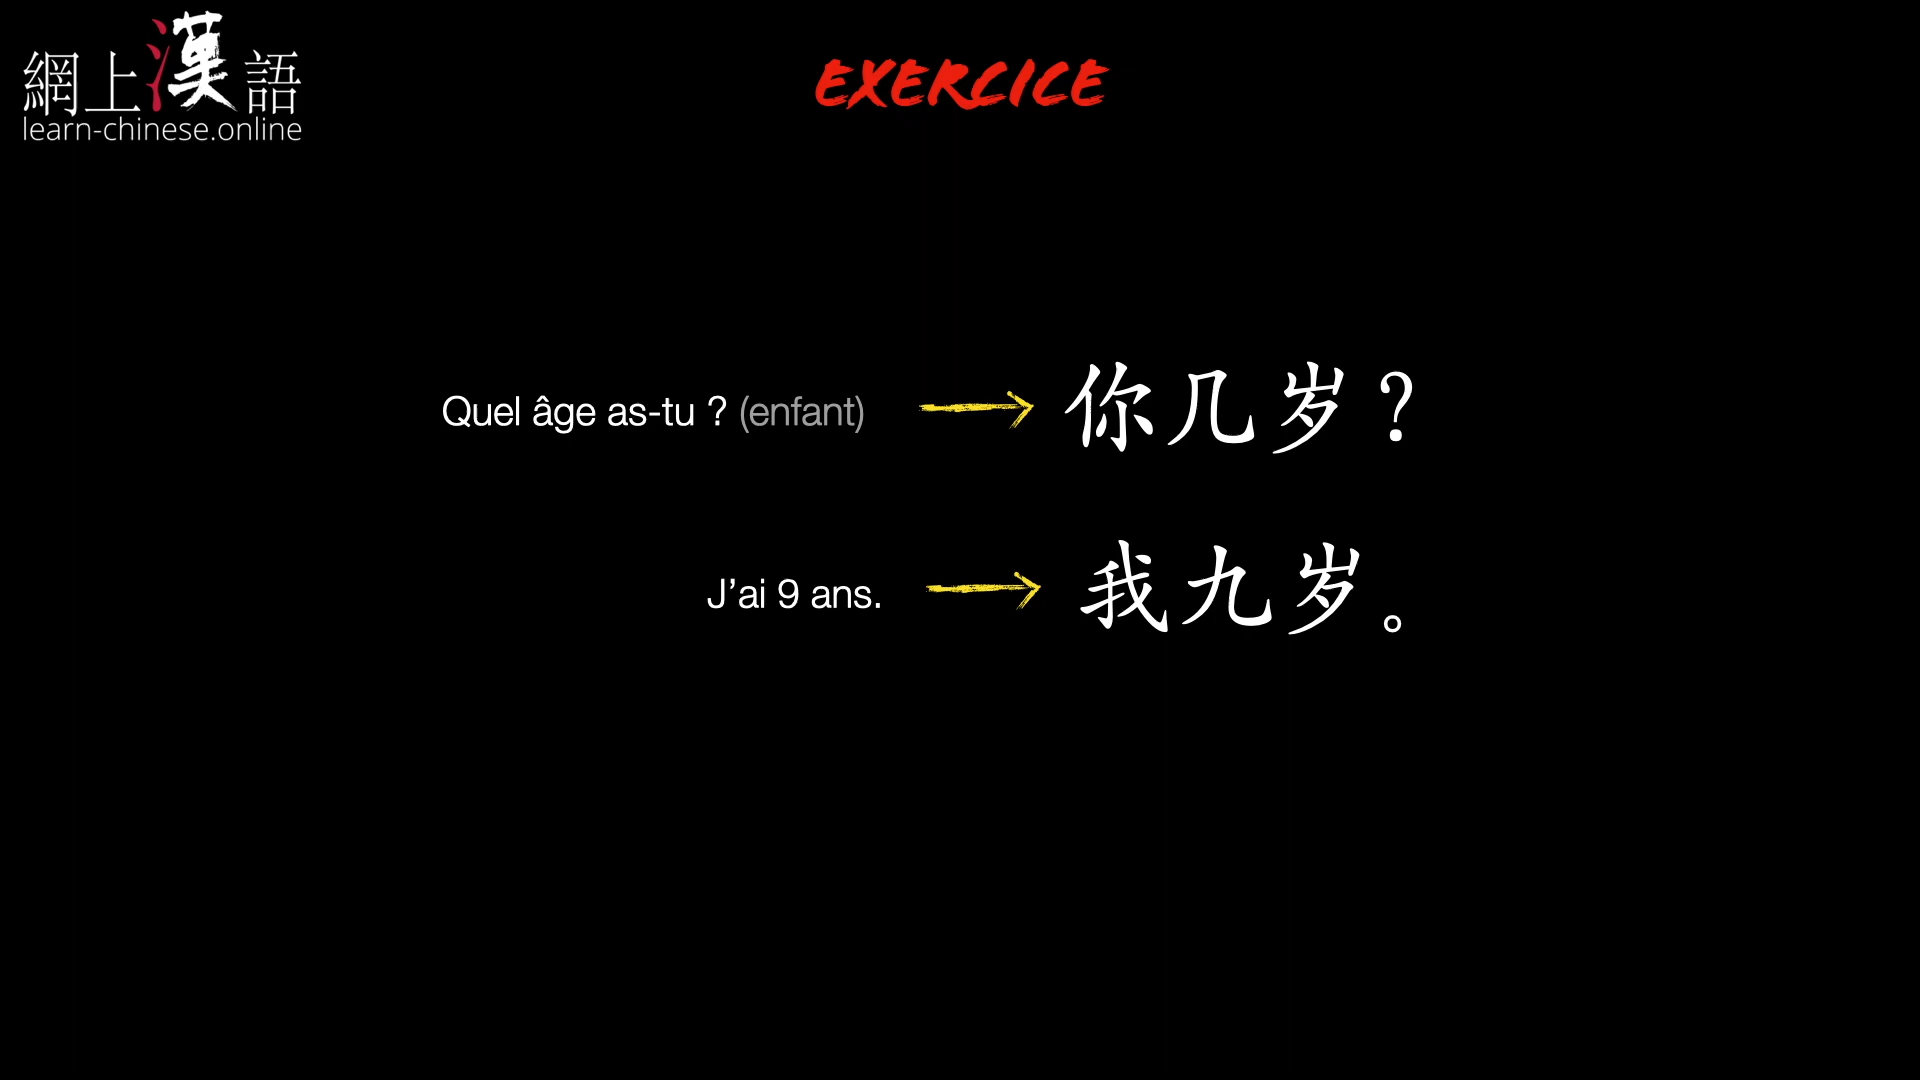 網上漢語
learn-chinese.online
EXERCICE
Quel âge as-tu ? (enfant) 你几岁？
J’ai 9 ans. 我九岁。